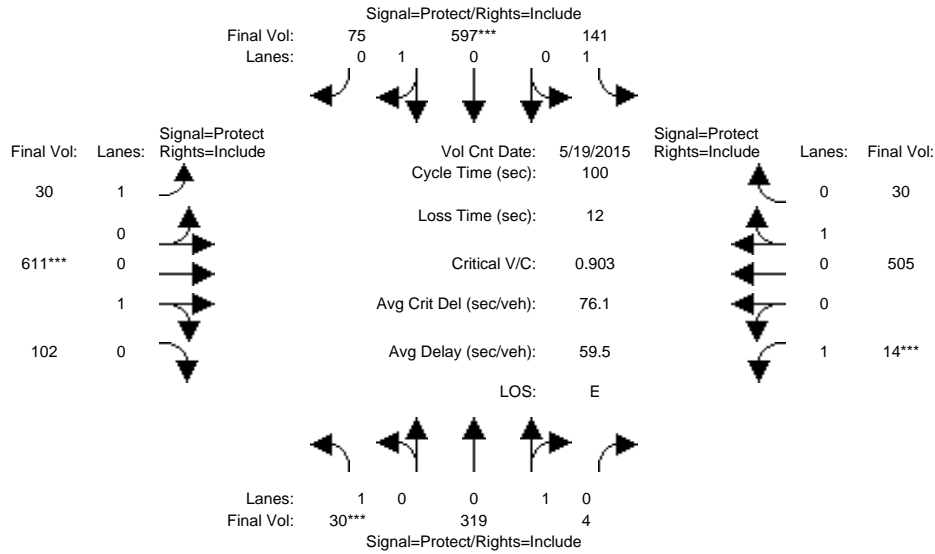 Signal=Protect/Rights=Include
Final Vol: 75 597*** 141
Lanes: 0 1 0 0 1
Signal=Protect
Final Vol: Lanes: Rights=Include
Vol Cnt Date: 5/19/2015
Signal=Protect
Rights=Include Lanes: Final Vol:
Cycle Time (sec): 100
30 1
0 30
Loss Time (sec): 12
0
1
611*** 0
Critical V/C: 0.903
0 505
1
Avg Crit Del (sec/veh): 76.1
0
102 0
Avg Delay (sec/veh): 59.5
1 14***
LOS: E
Lanes: 1 0 0 1 0
Final Vol: 30*** 319 4
Signal=Protect/Rights=Include